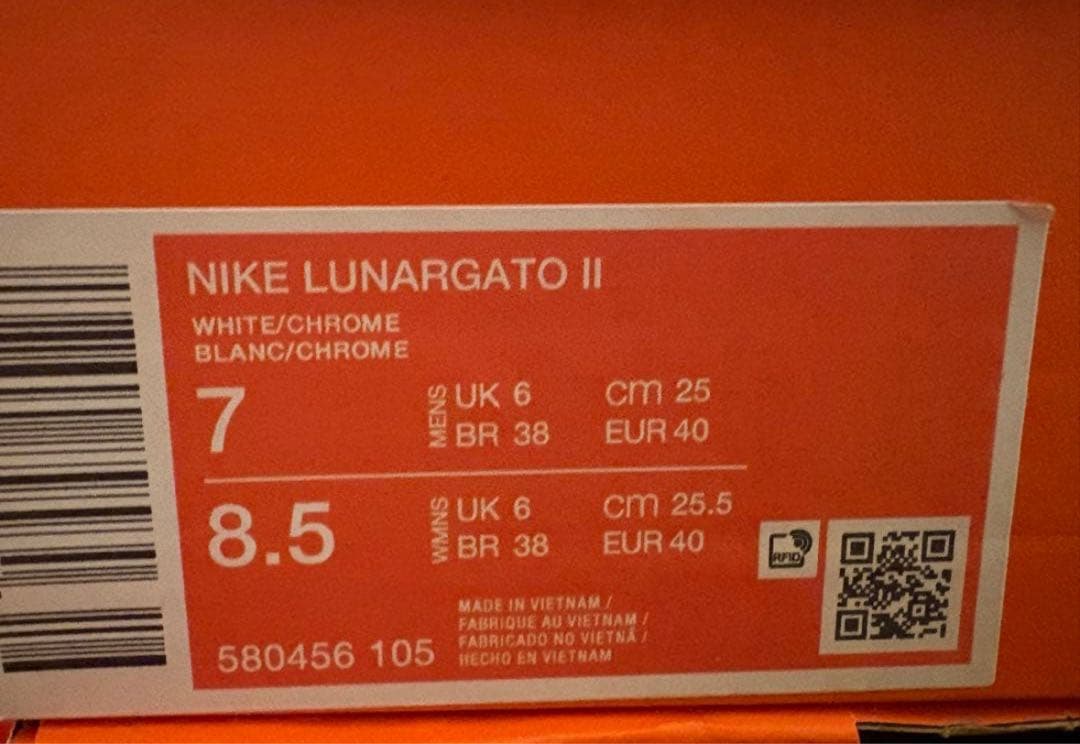 NIKE LUNARGATO II
WHITE/CHROME
BLANC/CHROME
7 MENS UK 6 cm 25
BR 38 EUR 40
8.5 WMNS UK 6 cm 25.5
BR 38 EUR 40
RFID
MADE IN VIETNAM /
FABRIQUE AU VIETNAM /
FABRICADO NO VIETNÃ /
HECHO EN VIETNAM
580456 105